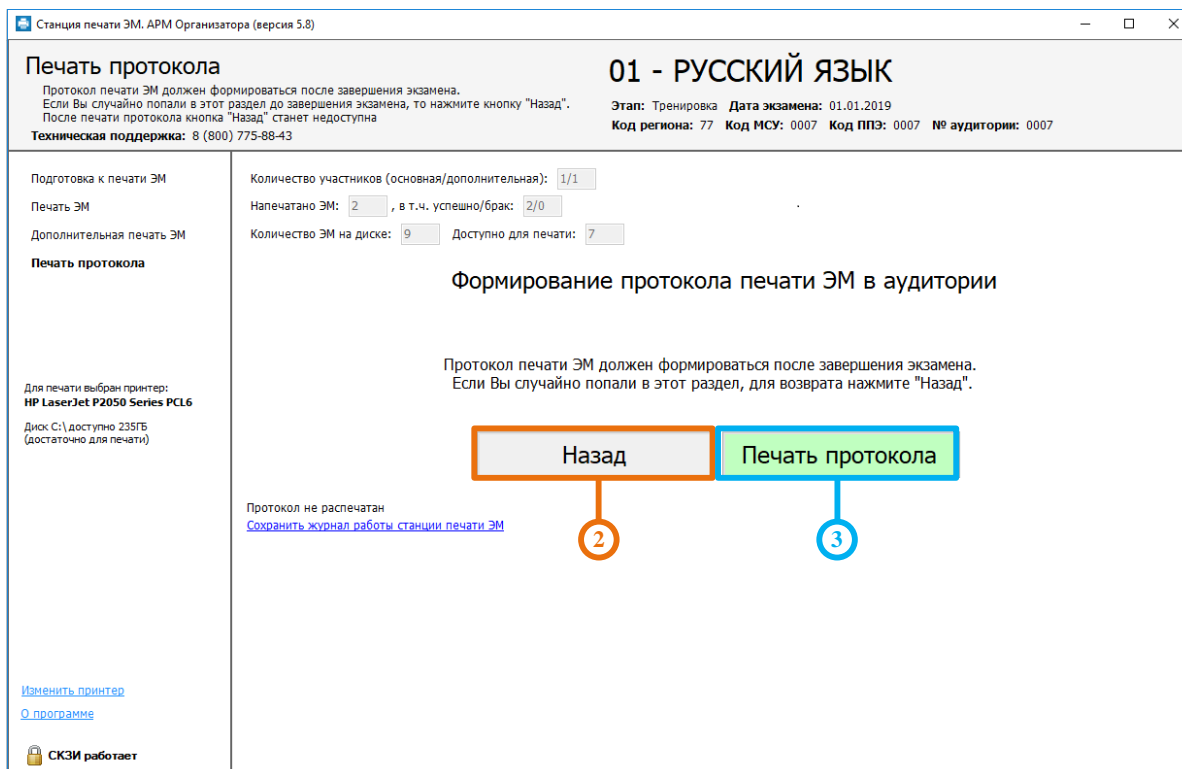 Станция печати ЭМ. АРМ Организатора (версия 5.8)
Печать протокола
Протокол печати ЭМ должен формироваться после завершения экзамена.
Если Вы случайно попали в этот раздел до завершения экзамена, то нажмите кнопку "Назад".
После печати протокола кнопка "Назад" станет недоступна
Техническая поддержка: 8 (800) 775-88-43
01 - РУССКИЙ ЯЗЫК
Этап: Тренировка Дата экзамена: 01.01.2019
Код региона: 77 Код МСУ: 0007 Код ППЭ: 0007 № аудитории: 0007
Подготовка к печати ЭМ
Печать ЭМ
Дополнительная печать ЭМ
Печать протокола
Для печати выбран принтер:
HP LaserJet P2050 Series PCL6
Диск C:\ доступно 235ГБ
(достаточно для печати)
Изменить принтер
О программе
СКЗИ работает
Количество участников (основная/дополнительная): 1/1
Напечатано ЭМ: 2 , в т.ч. успешно/брак: 2/0
Количество ЭМ на диске: 9 Доступно для печати: 7
Формирование протокола печати ЭМ в аудитории
Протокол печати ЭМ должен формироваться после завершения экзамена.
Если Вы случайно попали в этот раздел, для возврата нажмите "Назад".
Назад Печать протокола
Протокол не распечатан
Сохранить журнал работы станции печати ЭМ
2 3